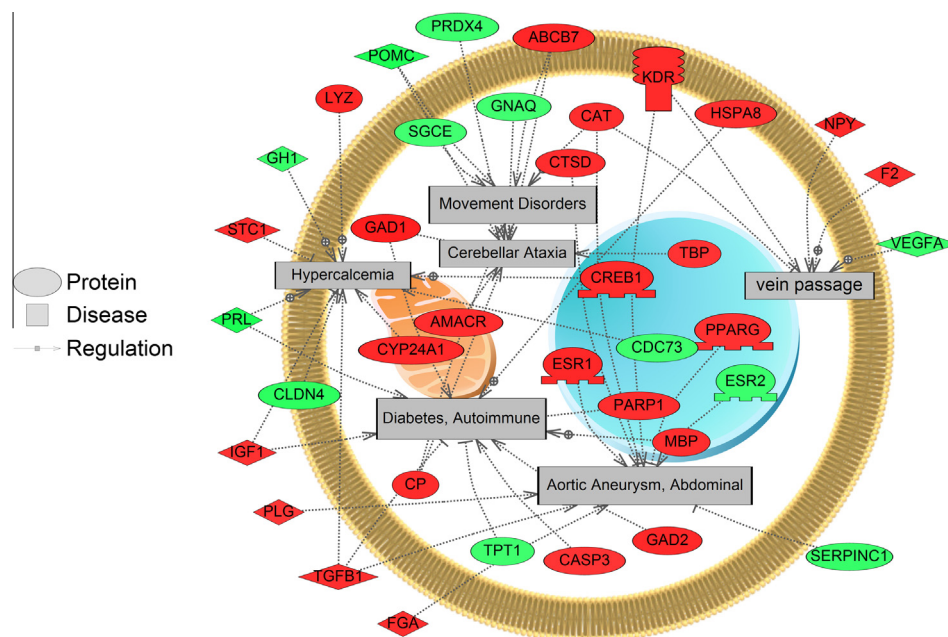 PRDX4
ABCB7
POMC
KDR
LYZ
GNAQ
CAT
HSPA8
NPY
SGCE
GH1
CTSD
F2
Movement Disorders
STC1
GAD1
VEGFA
Cerebellar Ataxia
TBP
Hypercalcemia
CREB1
vein passage
Protein
Disease
Regulation
PRL
AMACR
PPARG
CYP24A1
CDC73
ESR1
ESR2
CLDN4
PARP1
Diabetes, Autoimmune
MBP
IGF1
CP
Aortic Aneurysm, Abdominal
PLG
GAD2
TPT1
SERPINC1
CASP3
TGFB1
FGA